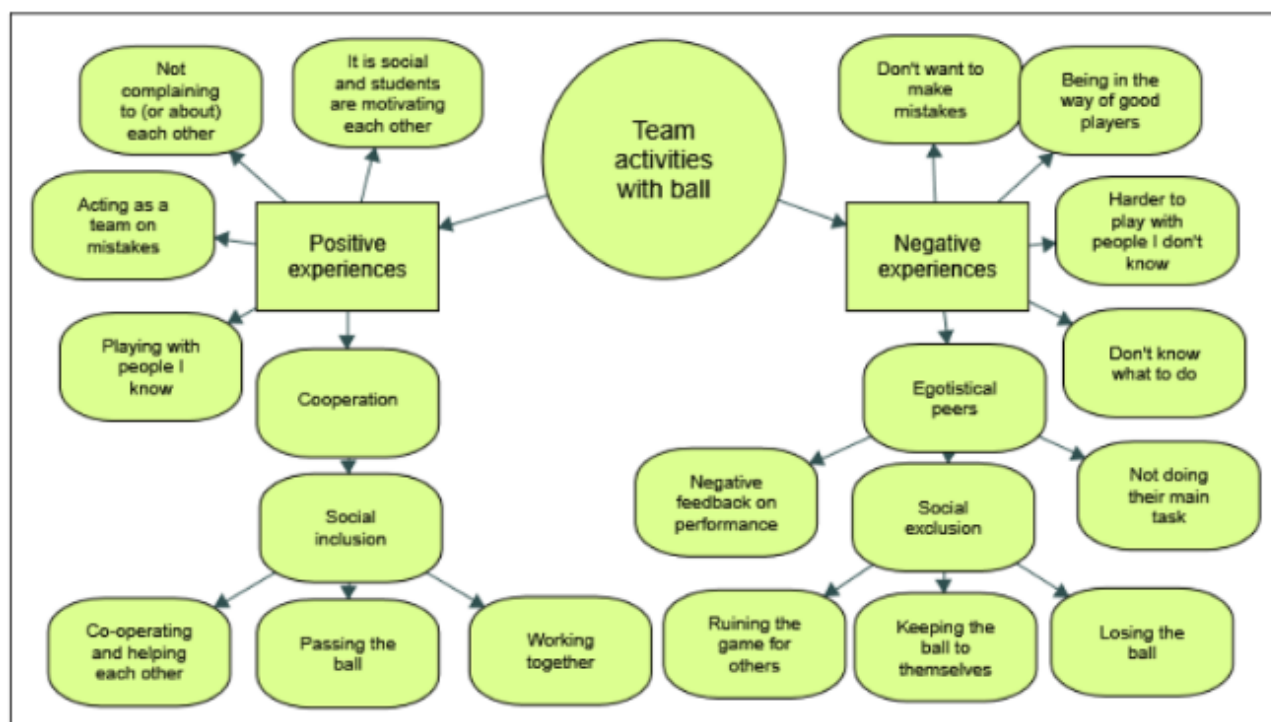 Not
complaining
to (or about)
each other
It is social
and students
are motivating
each other
Team
activities
with ball
Don't want to
make
mistakes
Being in the
way of good
players
Acting as a
team on
mistakes
Positive
experiences
Negative
experiences
Harder to
play with
people I don't
know
Playing with
people I
know
Cooperation
Egotistical
peers
Don't know
what to do
Social
inclusion
Negative
feedback on
performance
Social
exclusion
Not doing
their main
task
Co-operating
and helping
each other
Passing the
ball
Working
together
Ruining the
game for
others
Keeping the
ball to
themselves
Losing the
ball